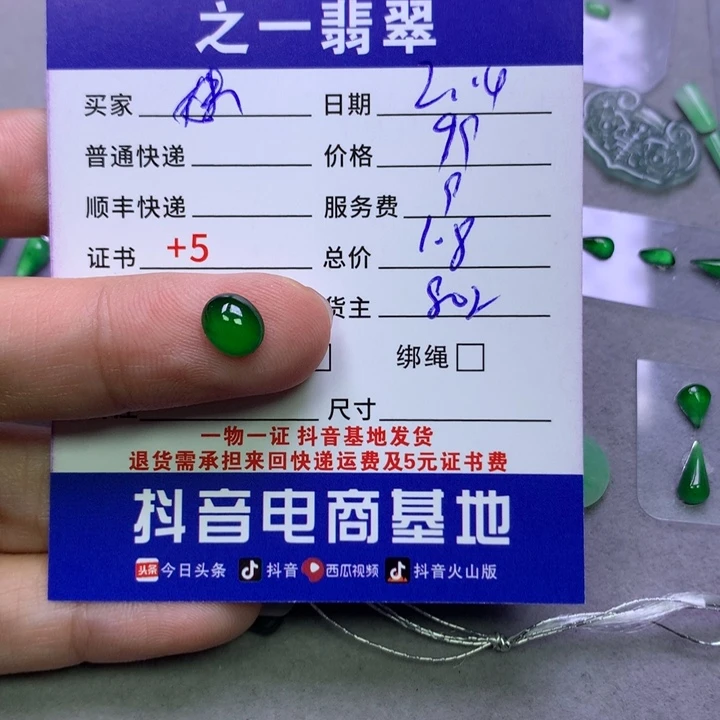 之一翡翠
买家 日期 2.4
普通快递 价格
顺丰快递 服务费
证书 +5 总价 1.8
货主 802
绑绳
尺寸
一物一证 抖音基地发货
退货需承担来回快递运费及5元证书费
抖音电商基地
头条 今日头条 抖音 西瓜视频 抖音火山版